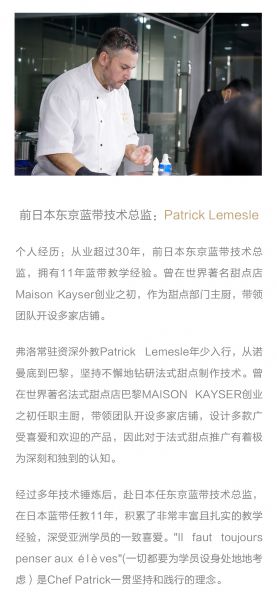 前日本东京蓝带技术总监：Patrick Lemesle
个人经历：从业超过30年，前日本东京蓝带技术总
监，拥有11年蓝带教学经验。曾在世界著名甜点店
Maison Kayser创业之初，作为甜点部门主厨，带领
团队开设多家店铺。
弗洛常驻资深外教Patrick Lemesle年少入行，从诺
曼底到巴黎，坚持不懈地钻研法式甜点制作技术。曾
在世界著名法式甜点店巴黎MAISON KAYSER创业
之初任职主厨，带领团队开设多家店铺，设计多款广
受喜爱和欢迎的产品，因此对于法式甜点推广有着极
为深刻和独到的认知。
经过多年技术锤炼后，赴日本任东京蓝带技术总监，
在日本蓝带任教11年，积累了非常丰富且扎实的教学
经验，深受亚洲学员的一致喜爱。"Il faut toujours
penser aux élèves"(一切都要为学员设身处地地考
虑）是Chef Patrick一贯坚持和践行的理念。